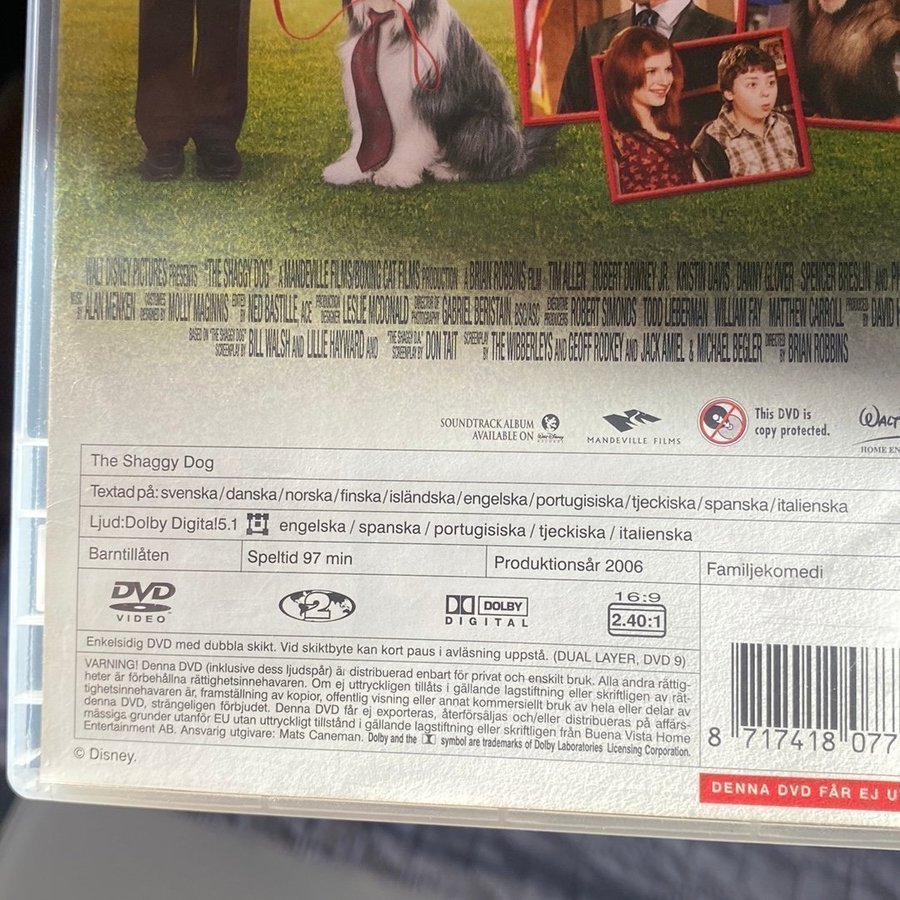 WALT DISNEY PICTURES PRESENTS "THE SHAGGY DOG" A MANDEVILLE FILMS/BOXING CAT FILMS PRODUCTION A BRIAN ROBBINS FILM TIM ALLEN ROBERT DOWNEY JR. KRISTIN DAVIS DANNY GLOVER SPENCER BRESLIN AND
MUSIC BY ALAN MENKEN COSTUMES DESIGNED BY MOLLY MAGINNIS EDITED BY NED BASTILLE, ACE PRODUCTION DESIGNER LESLIE MCDONALD DIRECTOR OF PHOTOGRAPHY GABRIEL BERISTAIN, BSC/ASC EXECUTIVE PRODUCERS ROBERT SIMONDS TODD LIEBERMAN WILLIAM FAY MATTHEW CARROLL PRODUCED BY DAVID
BASED ON "THE SHAGGY DOG" SCREENPLAY BY BILL WALSH AND LILLIE HAYWARD AND "THE SHAGGY D.A." SCREENPLAY BY DON TAIT SCREENPLAY BY THE WIBBERLEYS AND GEOFF RODKEY AND JACK AMIEL & MICHAEL BEGLER DIRECTED BY BRIAN ROBBINS
SOUNDTRACK ALBUM
AVAILABLE ON
MANDEVILLE FILMS
This DVD is
copy protected.
WALT
HOME EN
The Shaggy Dog
Textad på: svenska/danska/norska/finska/isländska/engelska/portugisiska/tjeckiska/spanska/italienska
Ljud:Dolby Digital5.1 engelska / spanska / portugisiska / tjeckiska / italienska
Barntillåten Speltid 97 min Produktionsår 2006 Familjekomedi
DVD VIDEO
2
DOLBY DIGITAL
16:9
2.40:1
Enkelsidig DVD med dubbla skikt. Vid skiktbyte kan kort paus i avläsning uppstå. (DUAL LAYER, DVD 9)
VARNING! Denna DVD (inklusive dess ljudspår) är distribuerad enbart för privat och enskilt bruk. Alla andra rättig-
heter är förbehållna rättighetsinnehavaren. Om ej uttryckligen tillåts i gällande lagstiftning eller skriftligen av rät-
tighetsinnehavaren är, framställning av kopior, offentlig visning eller annat kommersiellt bruk av hela eller delar av
denna DVD, strängeligen förbjudet. Denna DVD får ej exporteras, återförsäljas och/eller distribueras på affärs-
mässiga grunder utanför EU utan uttryckligt tillstånd i gällande lagstiftning eller skriftligen från Buena Vista Home
Entertainment AB. Ansvarig utgivare: Mats Caneman. Dolby and the symbol are trademarks of Dolby Laboratories Licensing Corporation.
8 717418 077
© Disney.
DENNA DVD FÅR EJ U